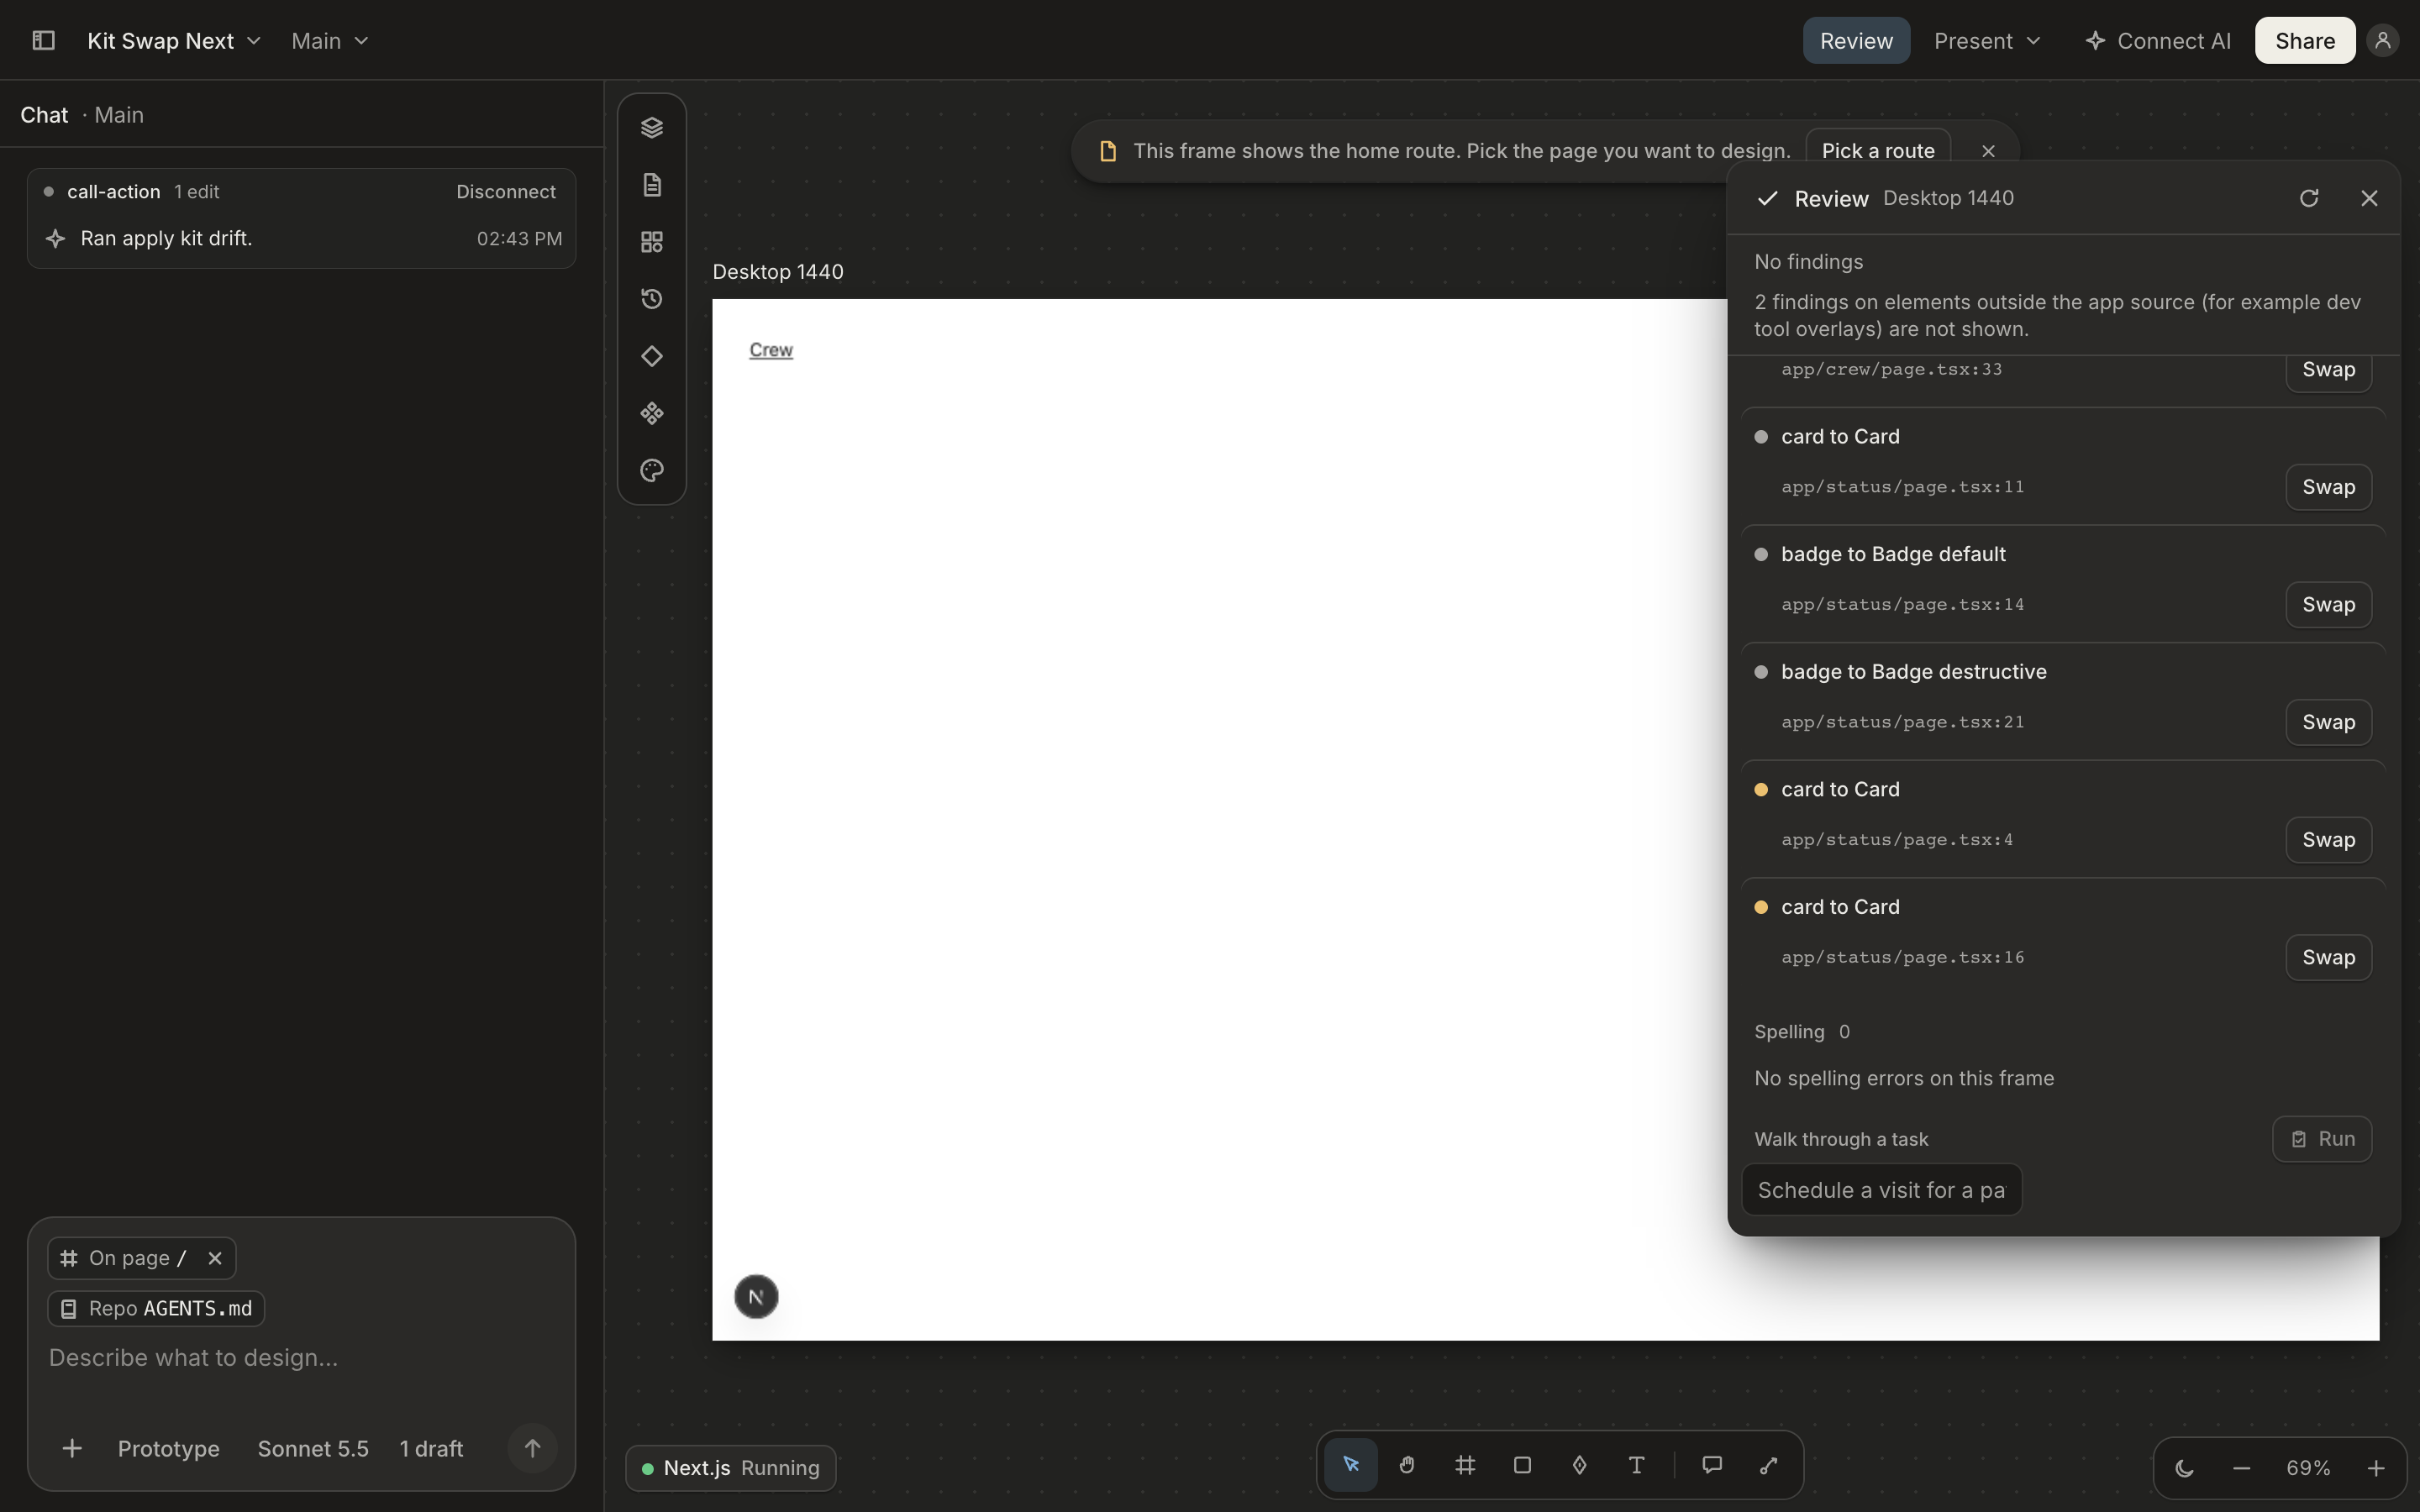 Kit Swap Next
Main
Review
Present
Connect AI
Share
Chat · Main
call-action 1 edit
Disconnect
Ran apply kit drift.
02:43 PM
This frame shows the home route. Pick the page you want to design.
Pick a route
Desktop 1440
Crew
Review Desktop 1440
No findings
2 findings on elements outside the app source (for example dev
tool overlays) are not shown.
app/crew/page.tsx:33
Swap
card to Card
app/status/page.tsx:11
Swap
badge to Badge default
app/status/page.tsx:14
Swap
badge to Badge destructive
app/status/page.tsx:21
Swap
card to Card
app/status/page.tsx:4
Swap
card to Card
app/status/page.tsx:16
Swap
Spelling 0
No spelling errors on this frame
Walk through a task
Run
Schedule a visit for a pa
N
On page /
Repo AGENTS.md
Describe what to design...
Prototype
Sonnet 5.5
1 draft
Next.js Running
69%